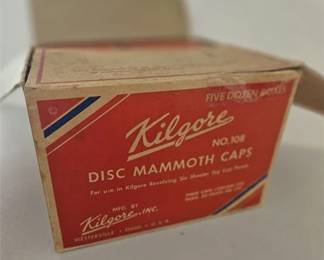 FIVE DOZEN BOXES
Kilgore
NO. 108
DISC MAMMOTH CAPS
For use in Kilgore Revolving Six Shooter Toy Cap Pistols
MFG. BY
Kilgore, INC.
WESTERVILLE, OHIO - U.S.A.